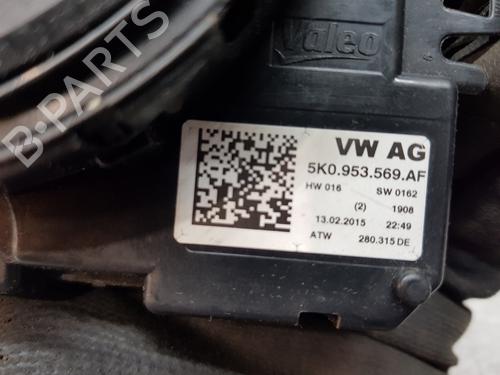 Valeo
VW AG
5K0.953.569.AF
HW 016 SW 0162
(2) 1908
13.02.2015 22:49
ATW 280.315 DE
B-PARTS